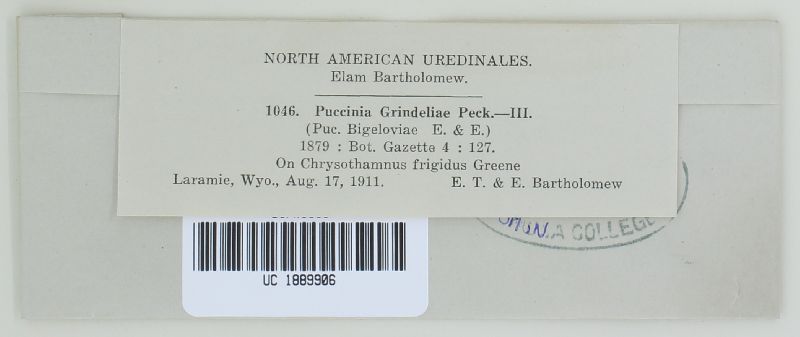 NORTH AMERICAN UREDINALES.
Elam Bartholomew.
1046. Puccinia Grindeliae Peck.—III.
(Puc. Bigeloviae E. & E.)
1879 : Bot. Gazette 4 : 127.
On Chrysothamnus frigidus Greene
Laramie, Wyo., Aug. 17, 1911. E. T. & E. Bartholomew
COLLEGE
UC 1889906